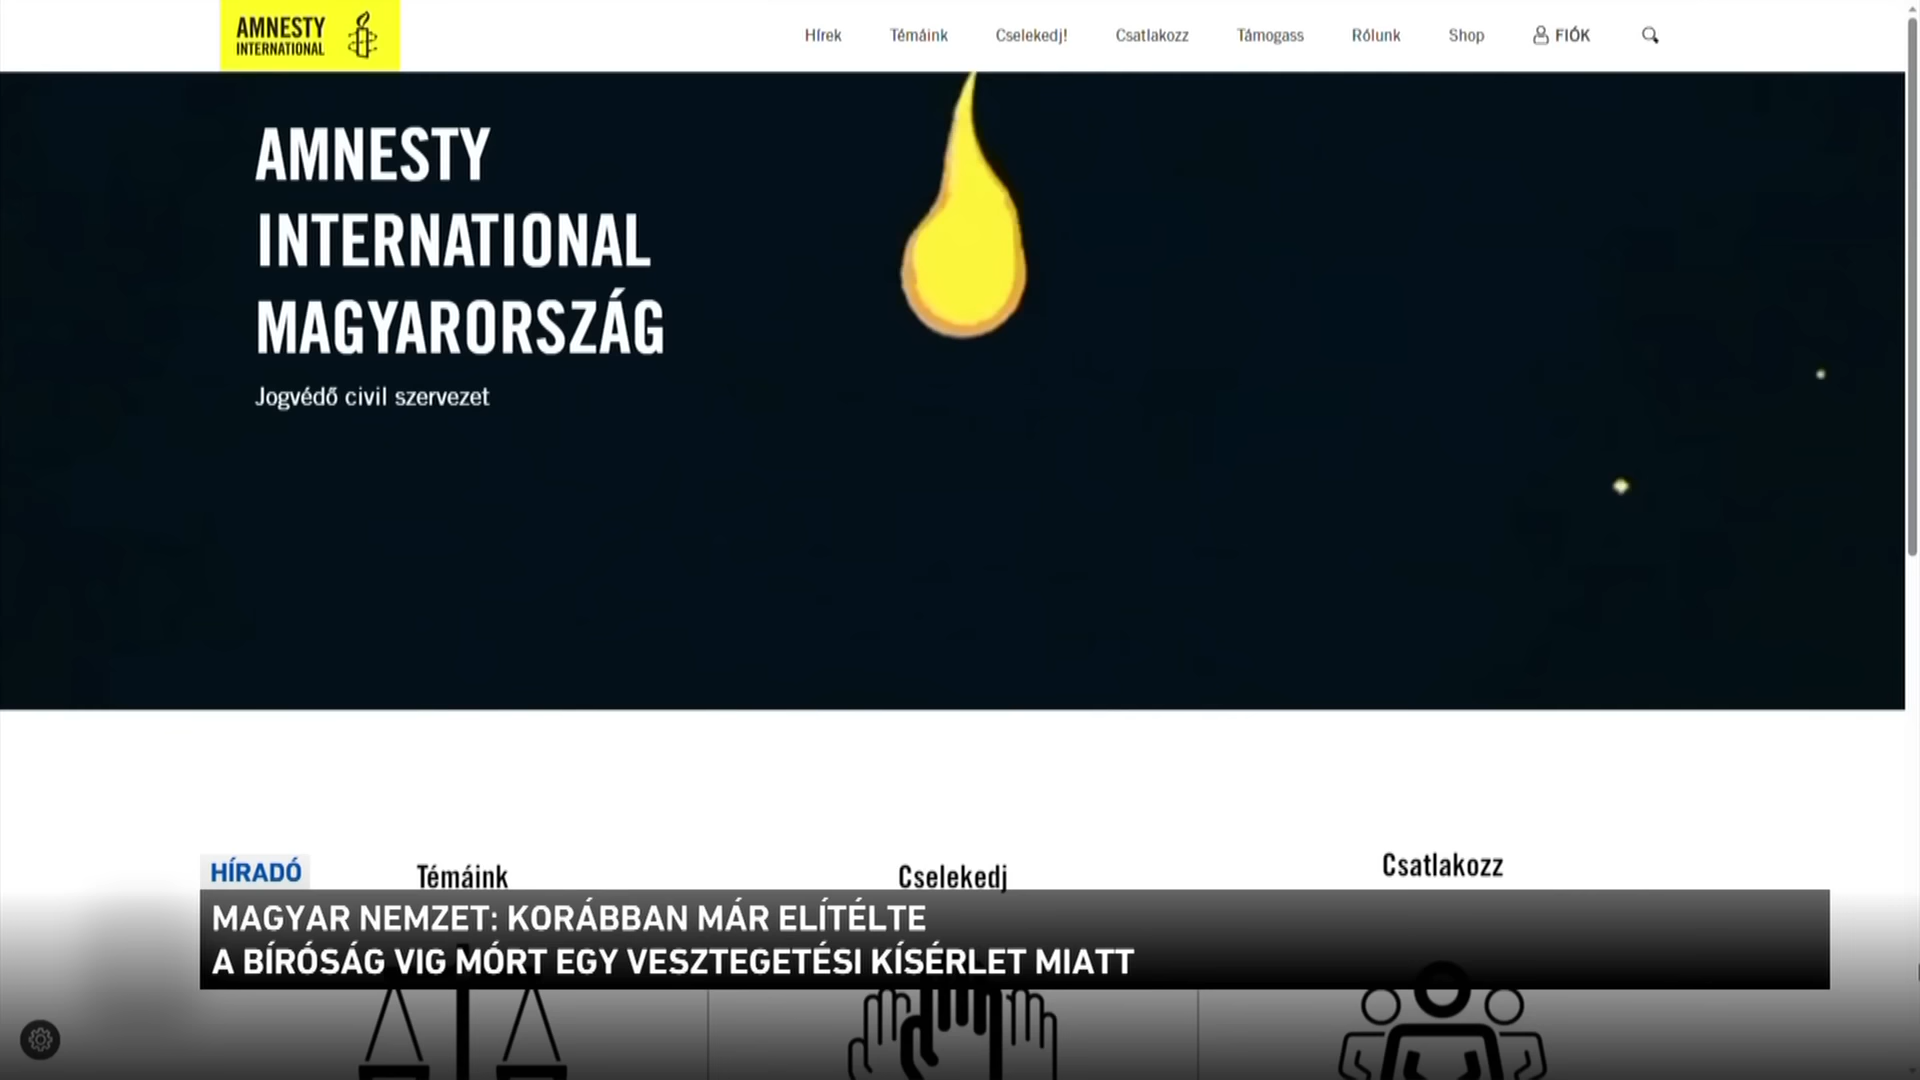 AMNESTY
INTERNATIONAL
Hírek Témáink Cselekedj! Csatlakozz Támogass Rólunk Shop FIÓK
AMNESTY
INTERNATIONAL
MAGYARORSZÁG
Jogvédő civil szervezet
Témáink Cselekedj Csatlakozz
HÍRADÓ
MAGYAR NEMZET: KORÁBBAN MÁR ELÍTÉLTE
A BÍRÓSÁG VIG MÓRT EGY VESZTEGETÉSI KÍSÉRLET MIATT